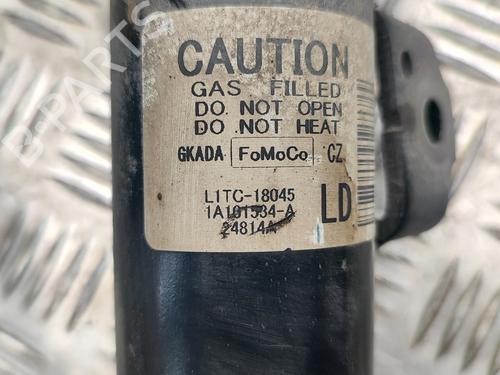 CAUTION
GAS FILLED
DO NOT OPEN
DO NOT HEAT
GKADA FoMoCo CZ
L1TC-18045
1A101534-A LD
24814A
B-Parts